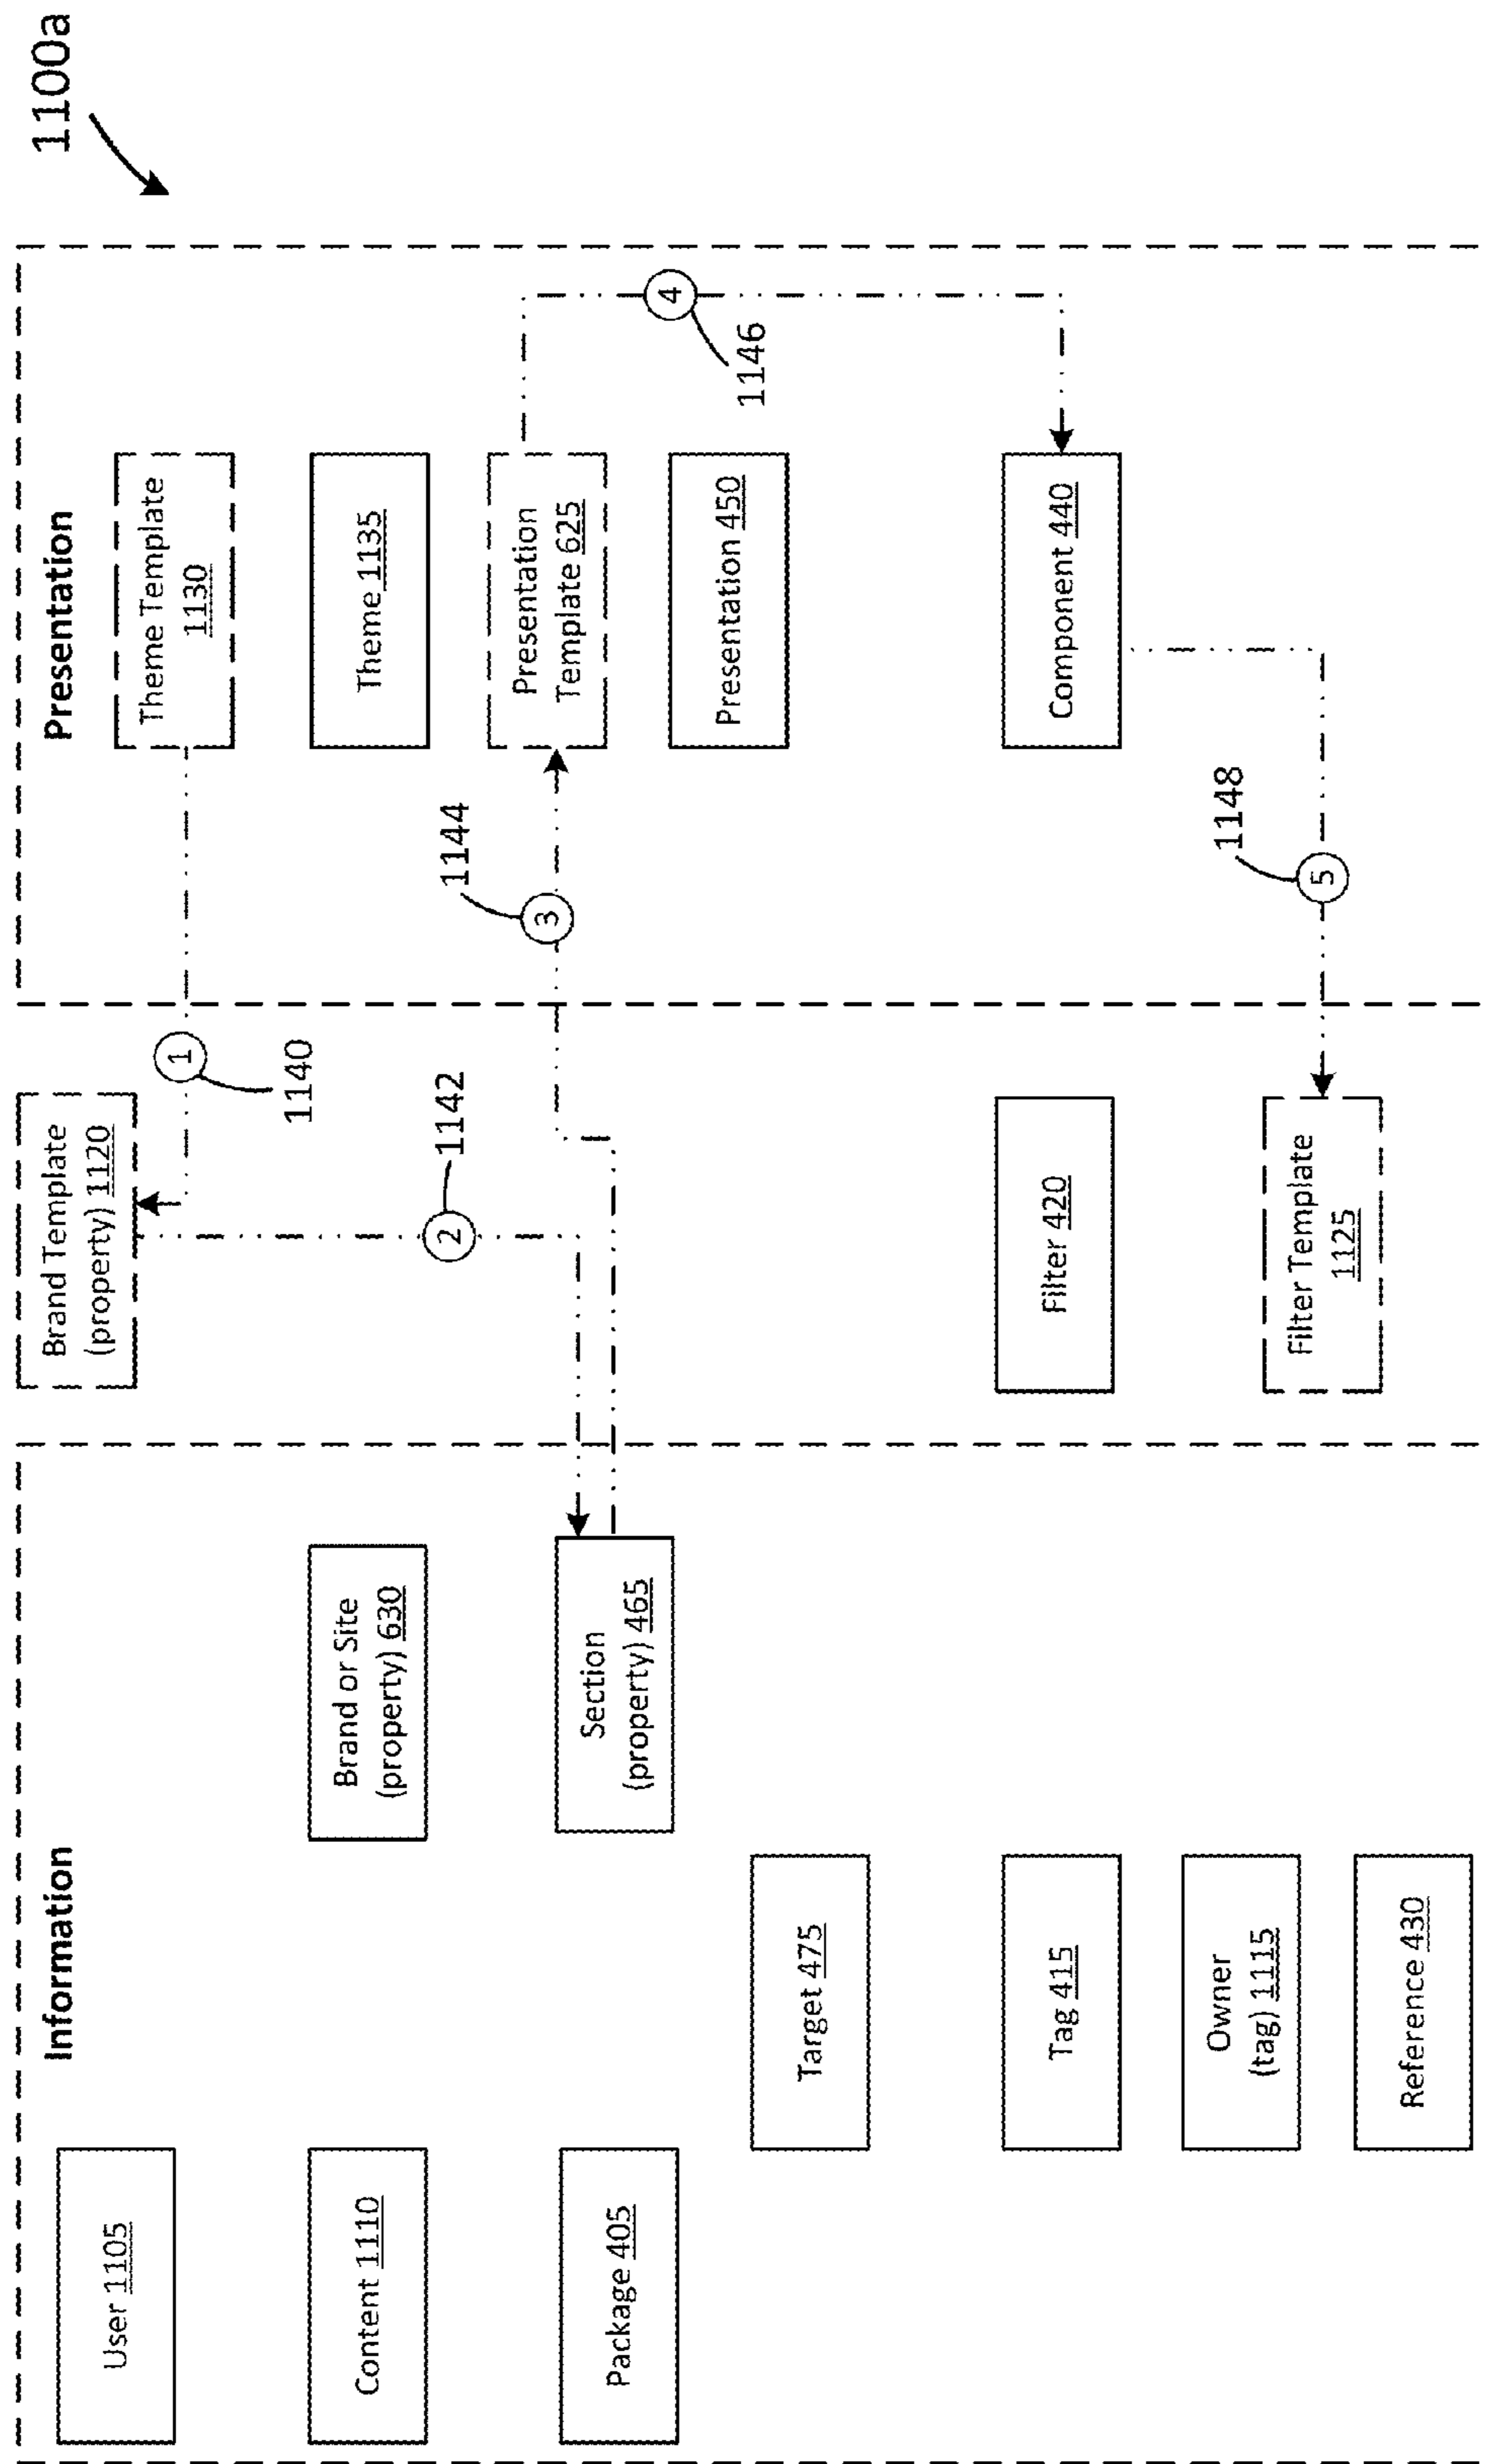 1100a
Information
Presentation
User 1105
Content 1110
Package 405
Target 475
Tag 415
Owner
(tag) 1115
Reference 430
Brand or Site
(property) 630
Section
(property) 465
Brand Template
(property) 1120
Filter 420
Filter Template
1125
Theme Template
1130
Theme 1135
Presentation
Template 625
Presentation 450
Component 440
1
1140
2
1142
3
1144
4
1146
5
1148